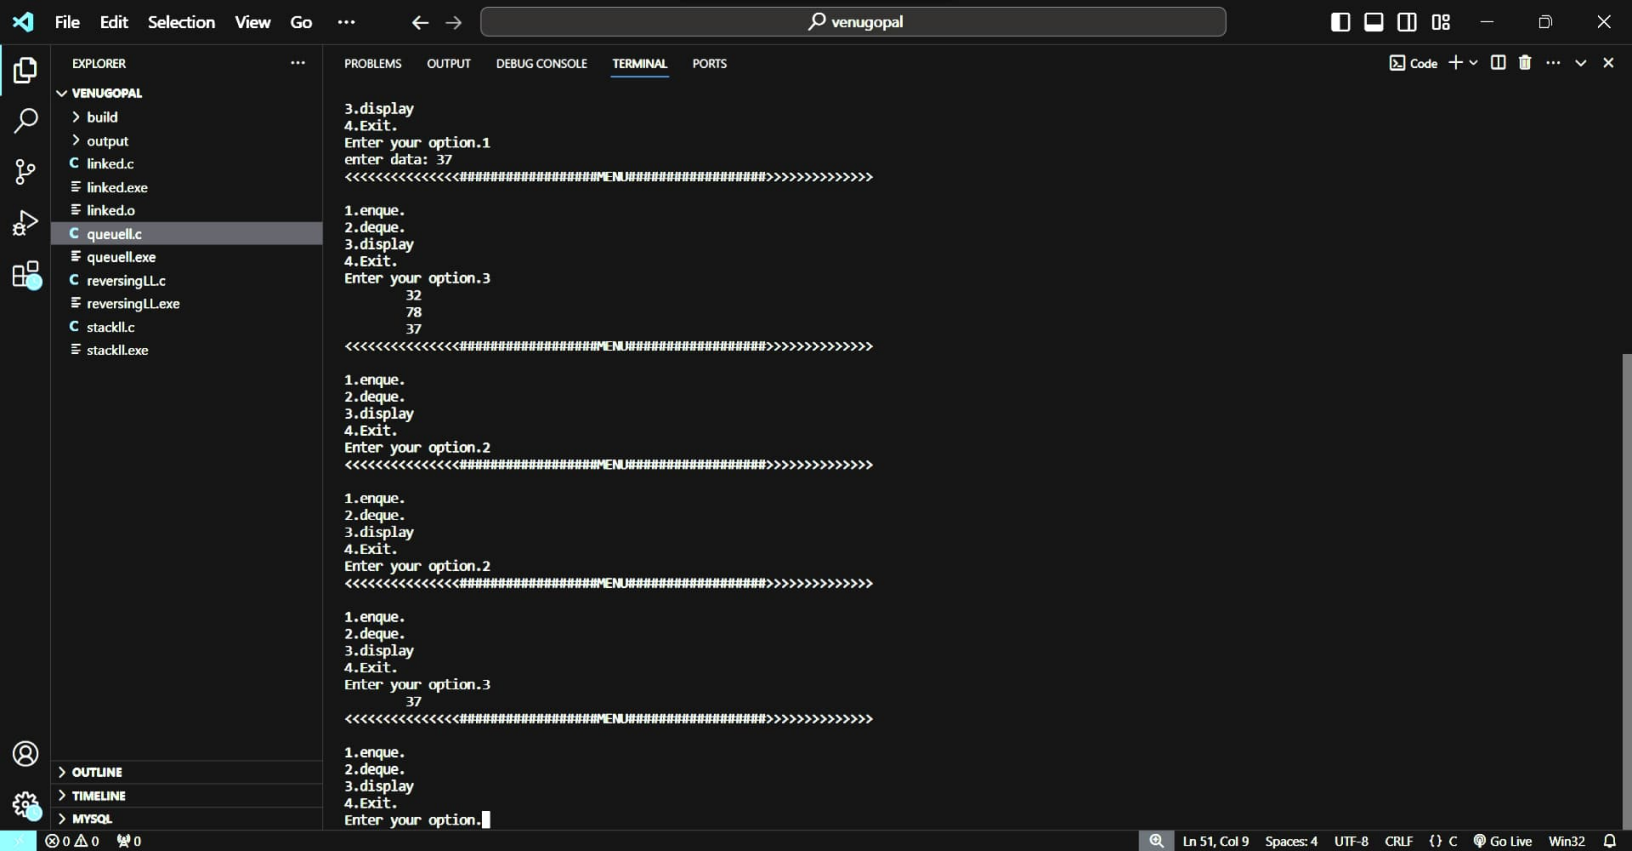 File Edit Selection View Go ··· ← → venugopal
EXPLORER ···
VENUGOPAL
build
output
C linked.c
linked.exe
linked.o
C queuell.c
queuell.exe
C reversingLL.c
reversingLL.exe
C stackll.c
stackll.exe
OUTLINE
TIMELINE
MYSQL
PROBLEMS OUTPUT DEBUG CONSOLE TERMINAL PORTS Code
3.display
4.Exit.
Enter your option.1
enter data: 37
<<<<<<<<<<<<<<<##################MENU##################>>>>>>>>>>>>>>
1.enque.
2.deque.
3.display
4.Exit.
Enter your option.3
32
78
37
<<<<<<<<<<<<<<<##################MENU##################>>>>>>>>>>>>>>
1.enque.
2.deque.
3.display
4.Exit.
Enter your option.2
<<<<<<<<<<<<<<<##################MENU##################>>>>>>>>>>>>>>
1.enque.
2.deque.
3.display
4.Exit.
Enter your option.2
<<<<<<<<<<<<<<<##################MENU##################>>>>>>>>>>>>>>
1.enque.
2.deque.
3.display
4.Exit.
Enter your option.3
37
<<<<<<<<<<<<<<<##################MENU##################>>>>>>>>>>>>>>
1.enque.
2.deque.
3.display
4.Exit.
Enter your option.
0 0 0 Ln 51, Col 9 Spaces: 4 UTF-8 CRLF {} C Go Live Win32